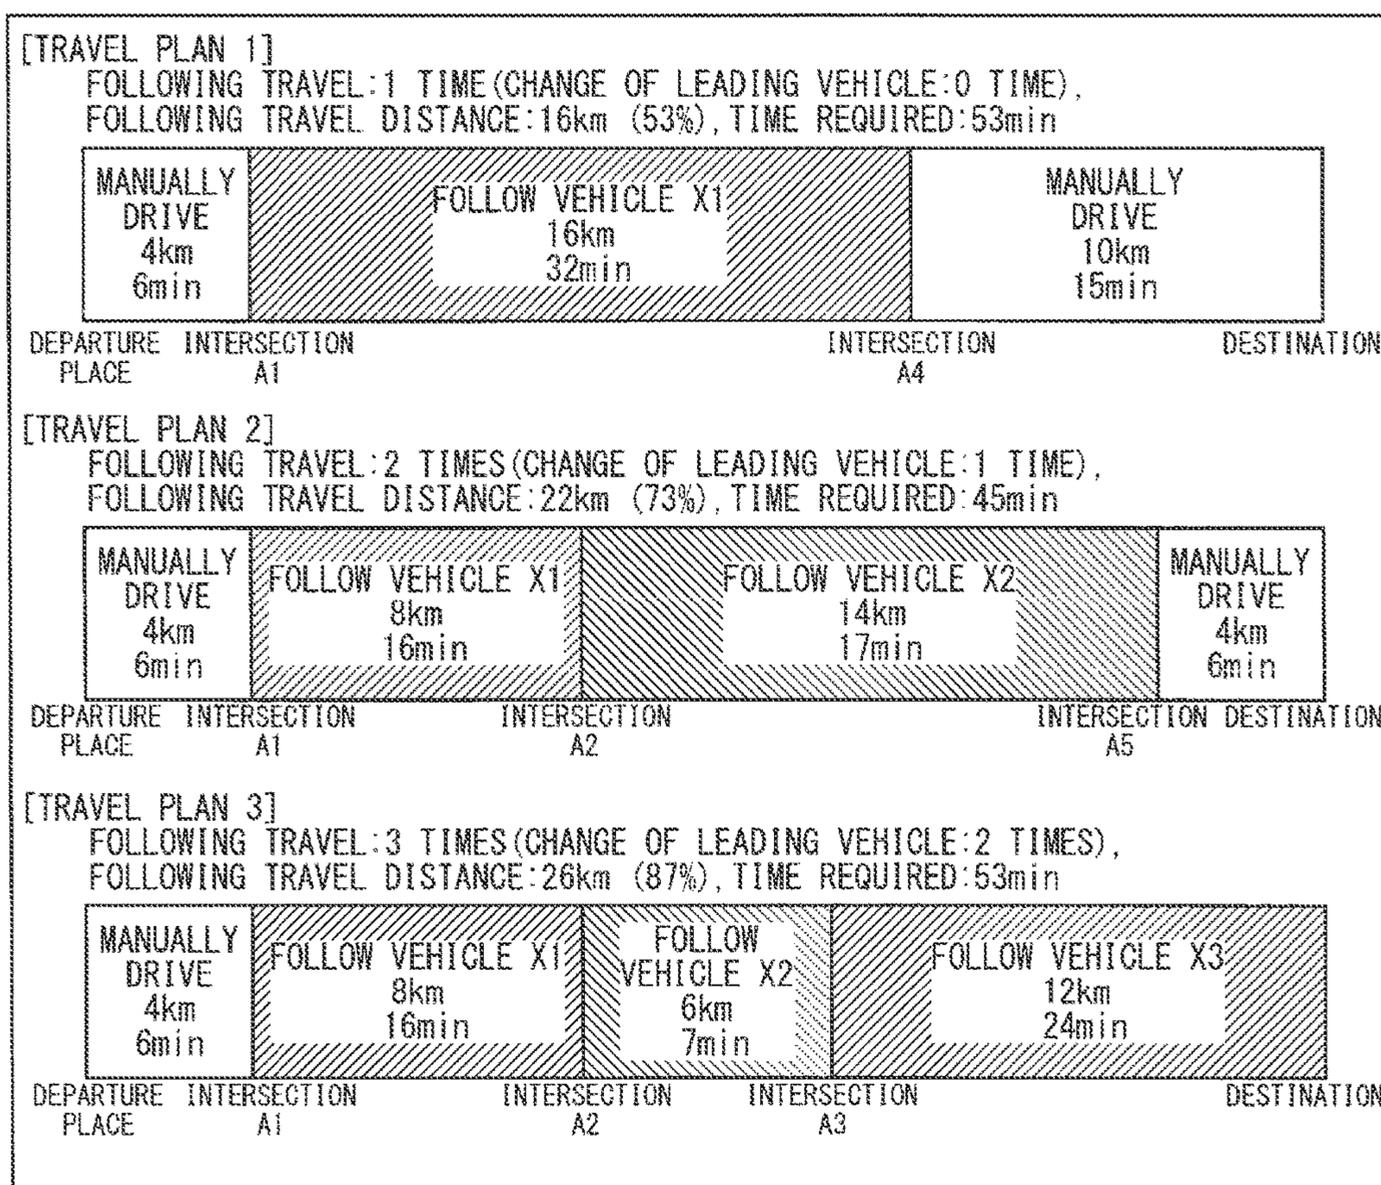 [TRAVEL PLAN 1]
FOLLOWING TRAVEL:1 TIME(CHANGE OF LEADING VEHICLE:0 TIME),
FOLLOWING TRAVEL DISTANCE:16km (53%),TIME REQUIRED:53min
MANUALLY
DRIVE
4km
6min
FOLLOW VEHICLE X1
16km
32min
MANUALLY
DRIVE
10km
15min
DEPARTURE
PLACE
INTERSECTION
A1
INTERSECTION
A4
DESTINATION
[TRAVEL PLAN 2]
FOLLOWING TRAVEL:2 TIMES(CHANGE OF LEADING VEHICLE:1 TIME),
FOLLOWING TRAVEL DISTANCE:22km (73%),TIME REQUIRED:45min
MANUALLY
DRIVE
4km
6min
FOLLOW VEHICLE X1
8km
16min
FOLLOW VEHICLE X2
14km
17min
MANUALLY
DRIVE
4km
6min
DEPARTURE
PLACE
INTERSECTION
A1
INTERSECTION
A2
INTERSECTION
A5
DESTINATION
[TRAVEL PLAN 3]
FOLLOWING TRAVEL:3 TIMES(CHANGE OF LEADING VEHICLE:2 TIMES),
FOLLOWING TRAVEL DISTANCE:26km (87%),TIME REQUIRED:53min
MANUALLY
DRIVE
4km
6min
FOLLOW VEHICLE X1
8km
16min
FOLLOW
VEHICLE X2
6km
7min
FOLLOW VEHICLE X3
12km
24min
DEPARTURE
PLACE
INTERSECTION
A1
INTERSECTION
A2
INTERSECTION
A3
DESTINATION